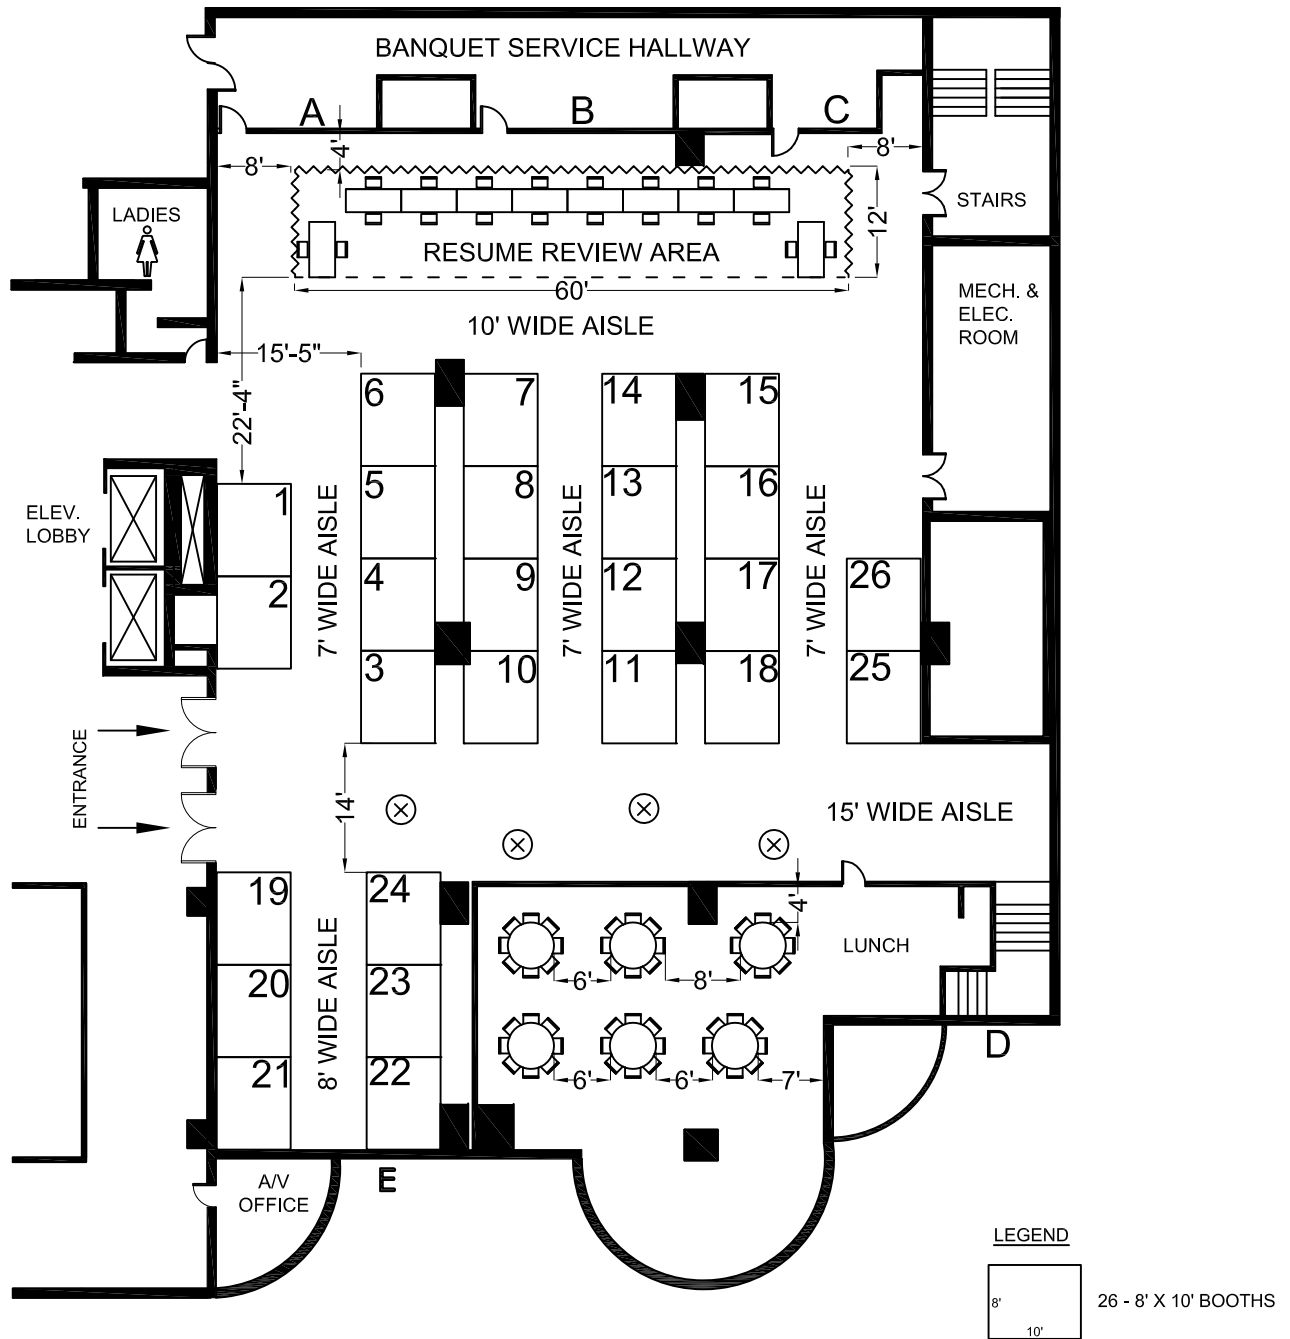 BANQUET SERVICE HALLWAY
A
B
C
4'
8'
8'
LADIES
STAIRS
12'
RESUME REVIEW AREA
60'
MECH. &
ELEC.
ROOM
10' WIDE AISLE
15'-5"
22'-4"
6
7
14
15
1
5
8
13
16
ELEV.
LOBBY
7' WIDE AISLE
7' WIDE AISLE
7' WIDE AISLE
2
4
9
12
17
26
3
10
11
18
25
ENTRANCE
14'
15' WIDE AISLE
19
24
4'
LUNCH
8' WIDE AISLE
20
23
6'
8'
D
21
22
6'
6'
7'
A/V
OFFICE
E
LEGEND
8'
10'
26 - 8' X 10' BOOTHS